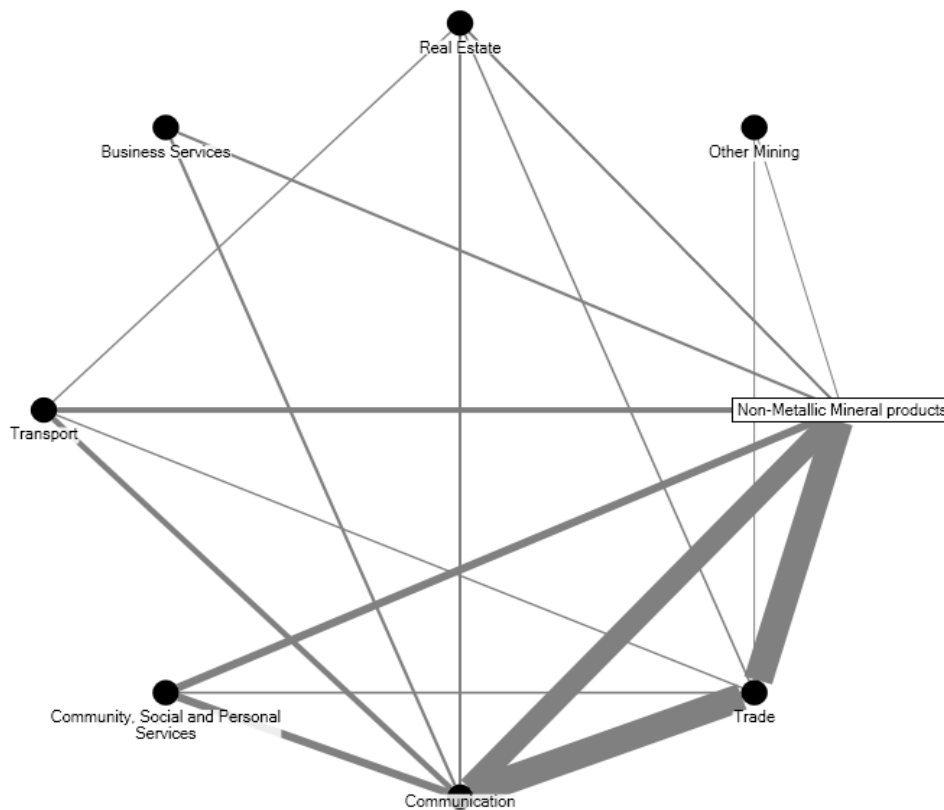 Real Estate
Business Services
Other Mining
Non-Metallic Mineral products
Transport
Community, Social and Personal
Services
Trade
Communication